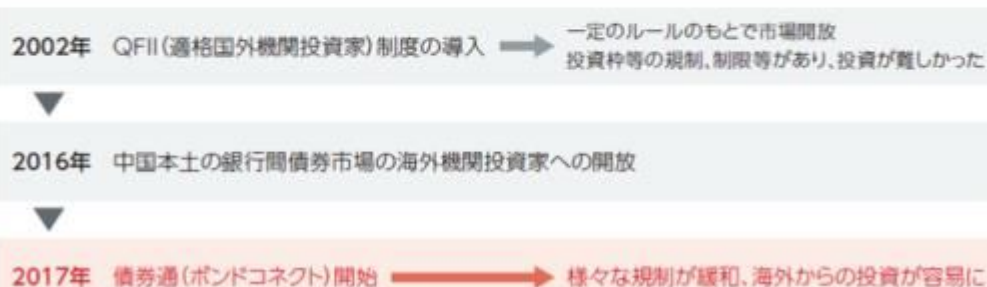 2002年 QFII(適格国外機関投資家)制度の導入
一定のルールのもとで市場開放
投資枠等の規制、制限等があり、投資が難しかった
2016年 中国本土の銀行間債券市場の海外機関投資家への開放
2017年 債券通(ボンドコネクト)開始
様々な規制が緩和、海外からの投資が容易に